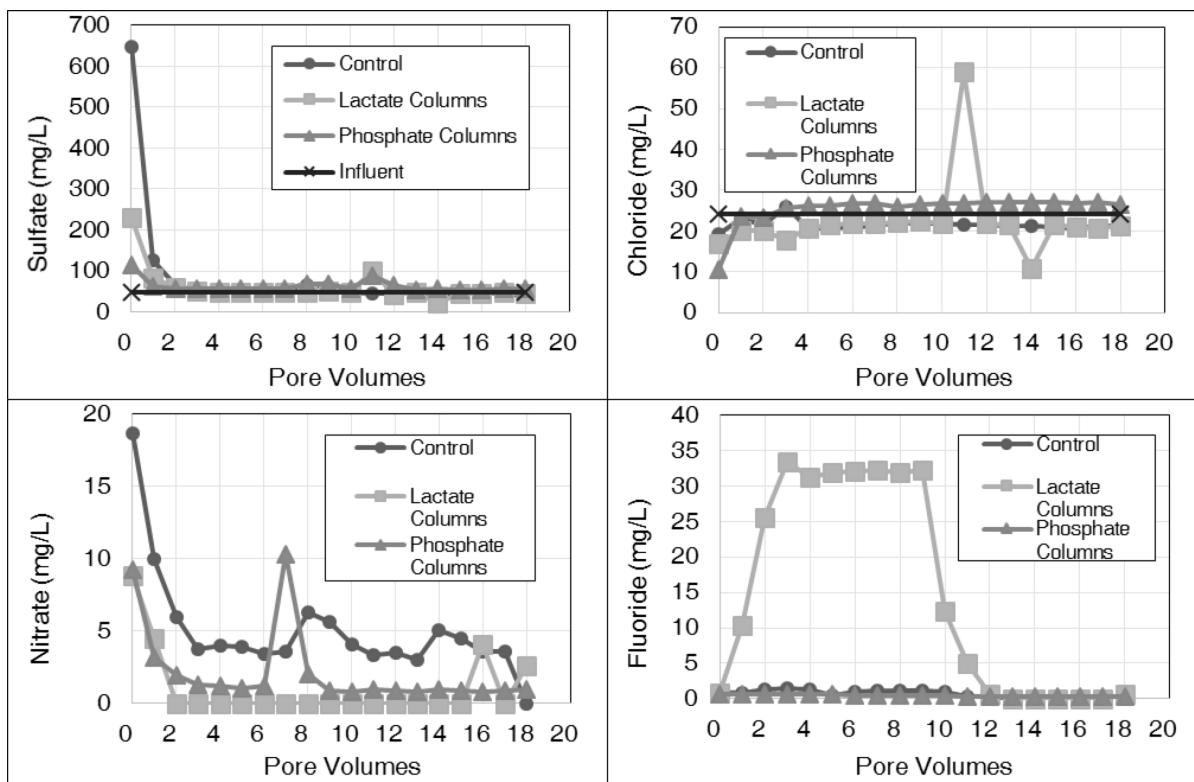 700
600
500
400
300
200
100
0
Sulfate (mg/L)
Control
Lactate Columns
Phosphate Columns
Influent
0 2 4 6 8 10 12 14 16 18 20
Pore Volumes
70
60
50
40
30
20
10
0
Chloride (mg/L)
Control
Lactate
Columns
Phosphate
Columns
0 2 4 6 8 10 12 14 16 18 20
Pore Volumes
20
15
10
5
0
Nitrate (mg/L)
Control
Lactate
Columns
Phosphate
Columns
0 2 4 6 8 10 12 14 16 18 20
Pore Volumes
40
35
30
25
20
15
10
5
0
Fluoride (mg/L)
Control
Lactate
Columns
Phosphate
Columns
0 2 4 6 8 10 12 14 16 18 20
Pore Volumes